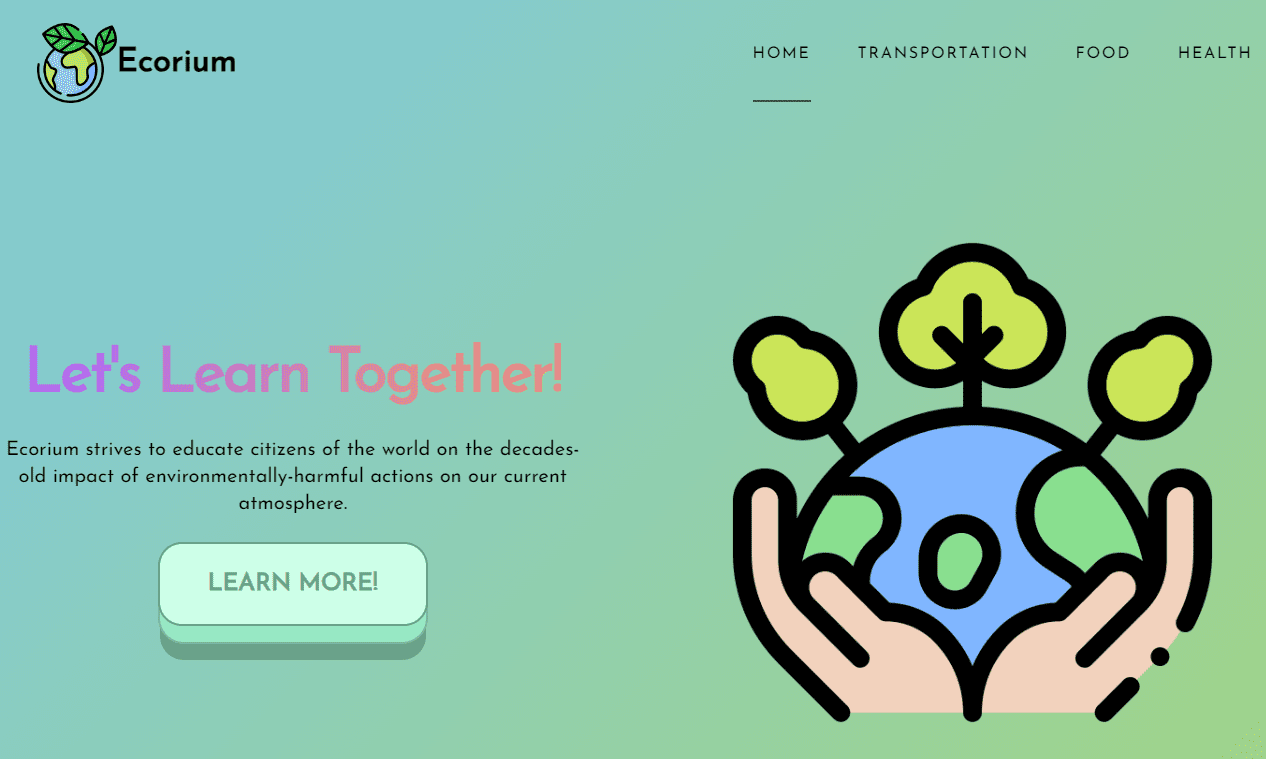 Ecorium
HOME TRANSPORTATION FOOD HEALTH
Let's Learn Together!
Ecorium strives to educate citizens of the world on the decades-
old impact of environmentally-harmful actions on our current
atmosphere.
LEARN MORE!